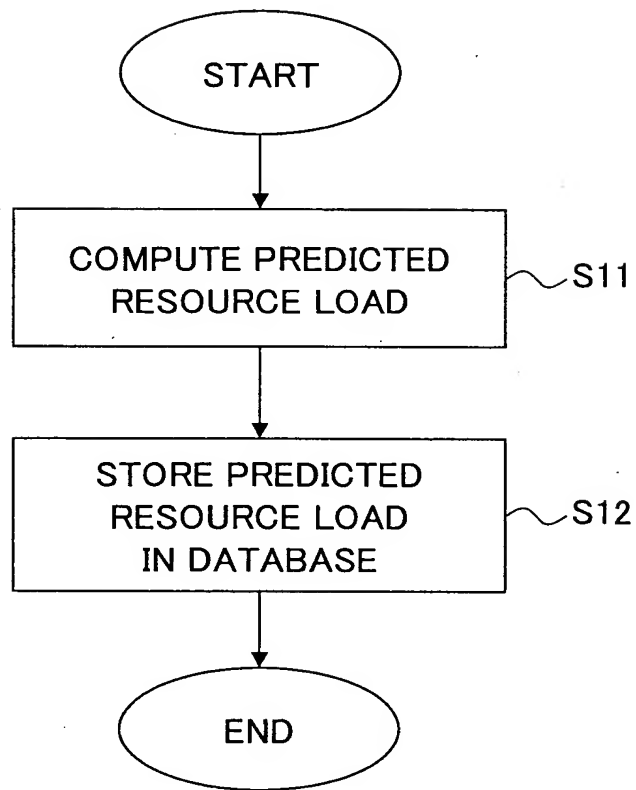 START
COMPUTE PREDICTED
RESOURCE LOAD
S11
STORE PREDICTED
RESOURCE LOAD
IN DATABASE
S12
END